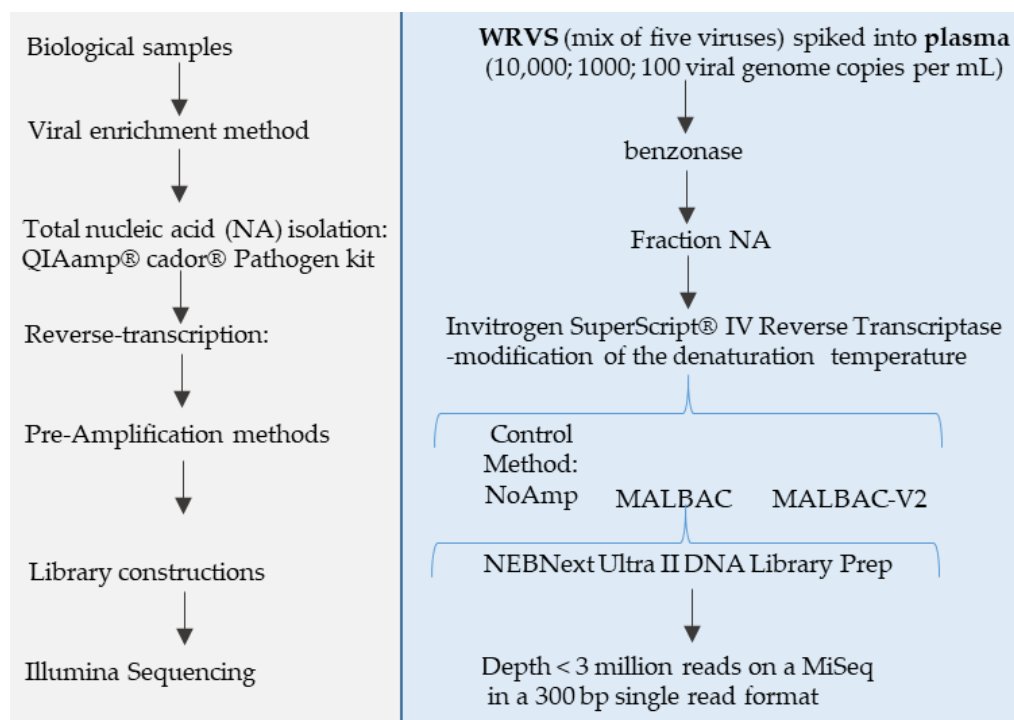 Biological samples
Viral enrichment method
Total nucleic acid (NA) isolation:
QIAamp® cador® Pathogen kit
Reverse-transcription:
Pre-Amplification methods
Library constructions
Illumina Sequencing
WRVS (mix of five viruses) spiked into plasma
(10,000; 1000; 100 viral genome copies per mL)
benzonase
Fraction NA
Invitrogen SuperScript® IV Reverse Transcriptase
-modification of the denaturation temperature
Control
Method:
NoAmp
MALBAC
MALBAC-V2
NEBNext Ultra II DNA Library Prep
Depth < 3 million reads on a MiSeq
in a 300 bp single read format